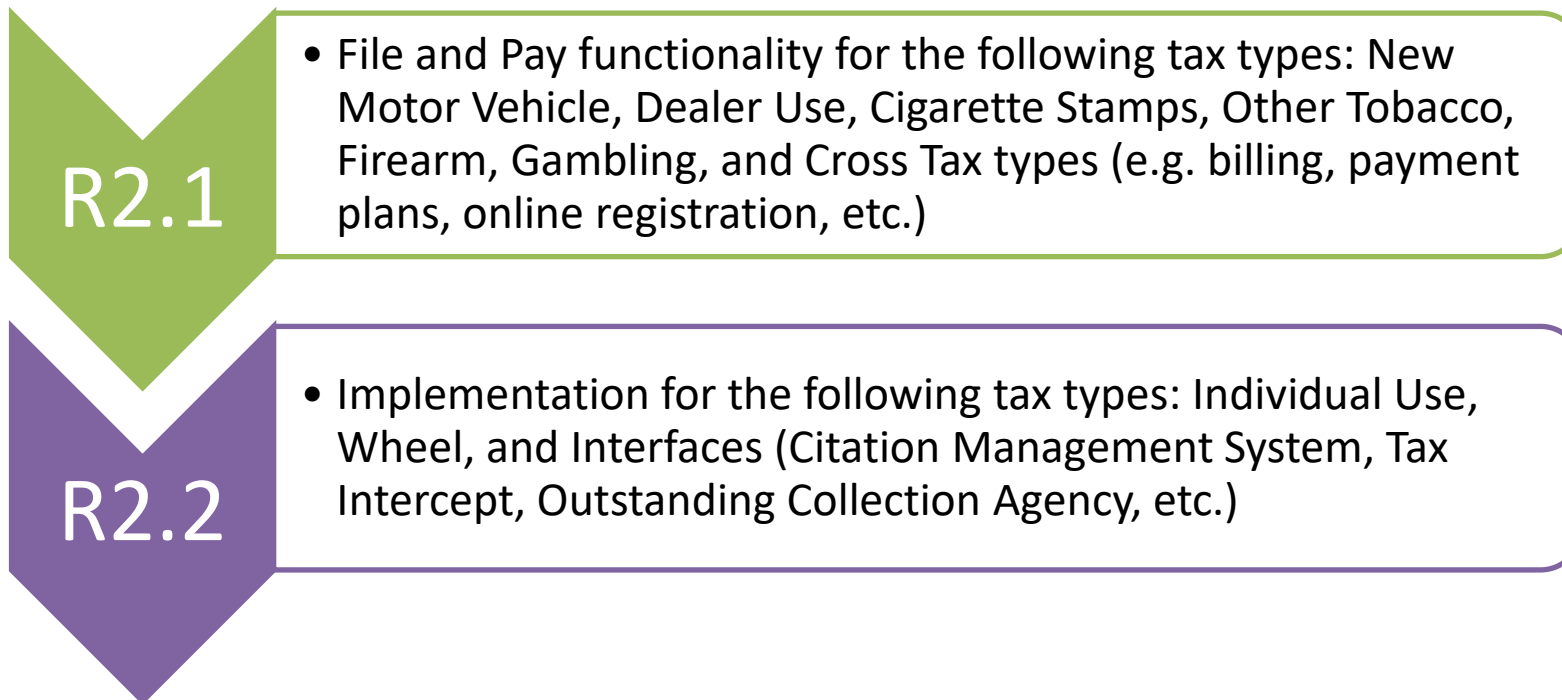 R2.1
• File and Pay functionality for the following tax types: New
Motor Vehicle, Dealer Use, Cigarette Stamps, Other Tobacco,
Firearm, Gambling, and Cross Tax types (e.g. billing, payment
plans, online registration, etc.)
R2.2
• Implementation for the following tax types: Individual Use,
Wheel, and Interfaces (Citation Management System, Tax
Intercept, Outstanding Collection Agency, etc.)